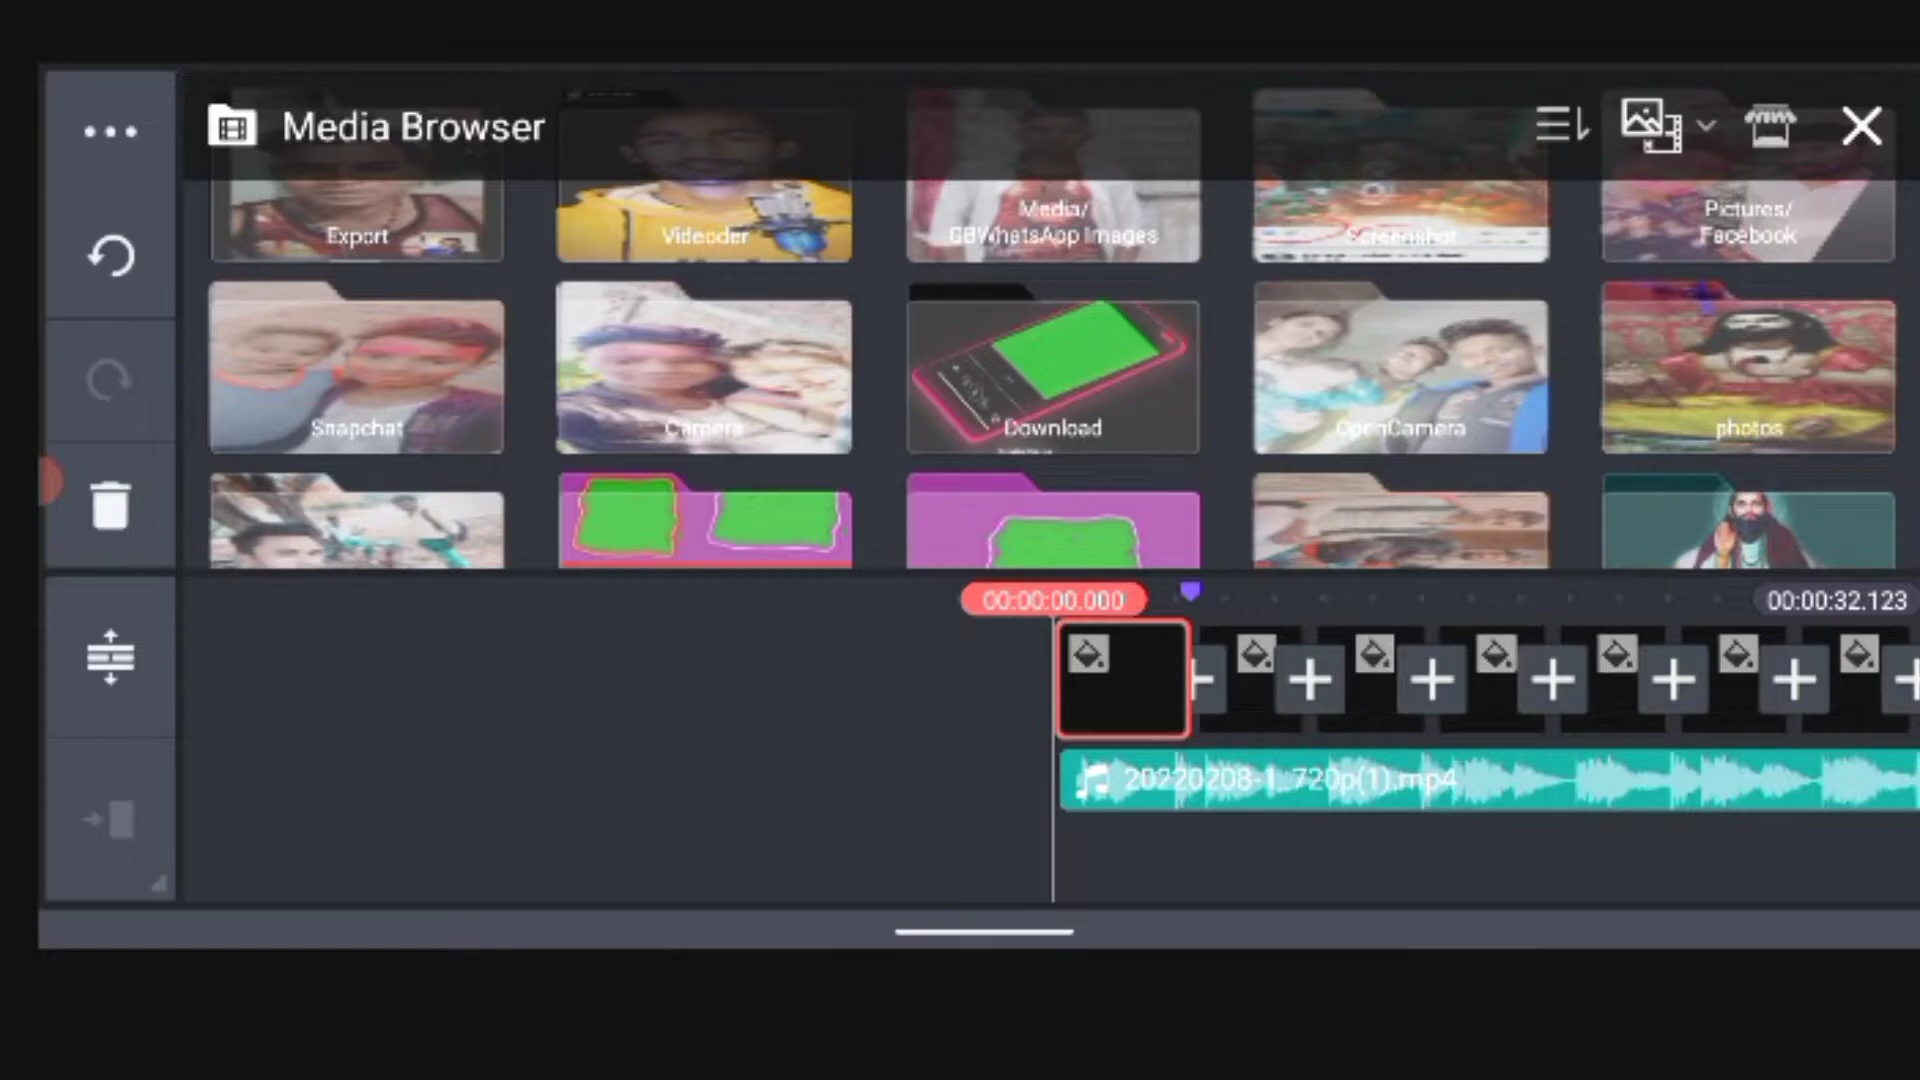 Media Browser
Export
Videoder
Media/
GBWhatsApp Images
Screenshot
Pictures/
Facebook
Snapchat
Camera
Download
OpenCamera
photos
00:00:00.000
00:00:32.123
20220208-1_720p(1).mp4